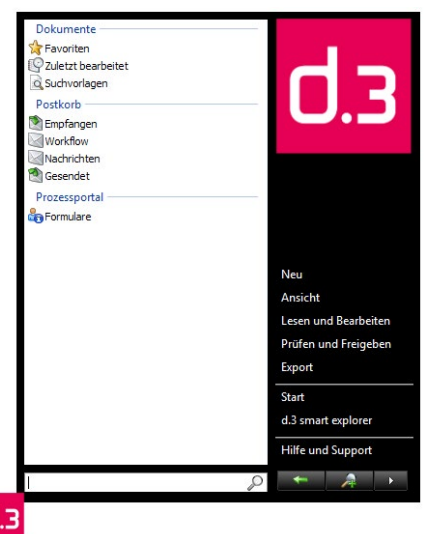 Dokumente
Favoriten
Zuletzt bearbeitet
Suchvorlagen
Postkorb
Empfangen
Workflow
Nachrichten
Gesendet
Prozessportal
Formulare
d.3
Neu
Ansicht
Lesen und Bearbeiten
Prüfen und Freigeben
Export
Start
d.3 smart explorer
Hilfe und Support
.3